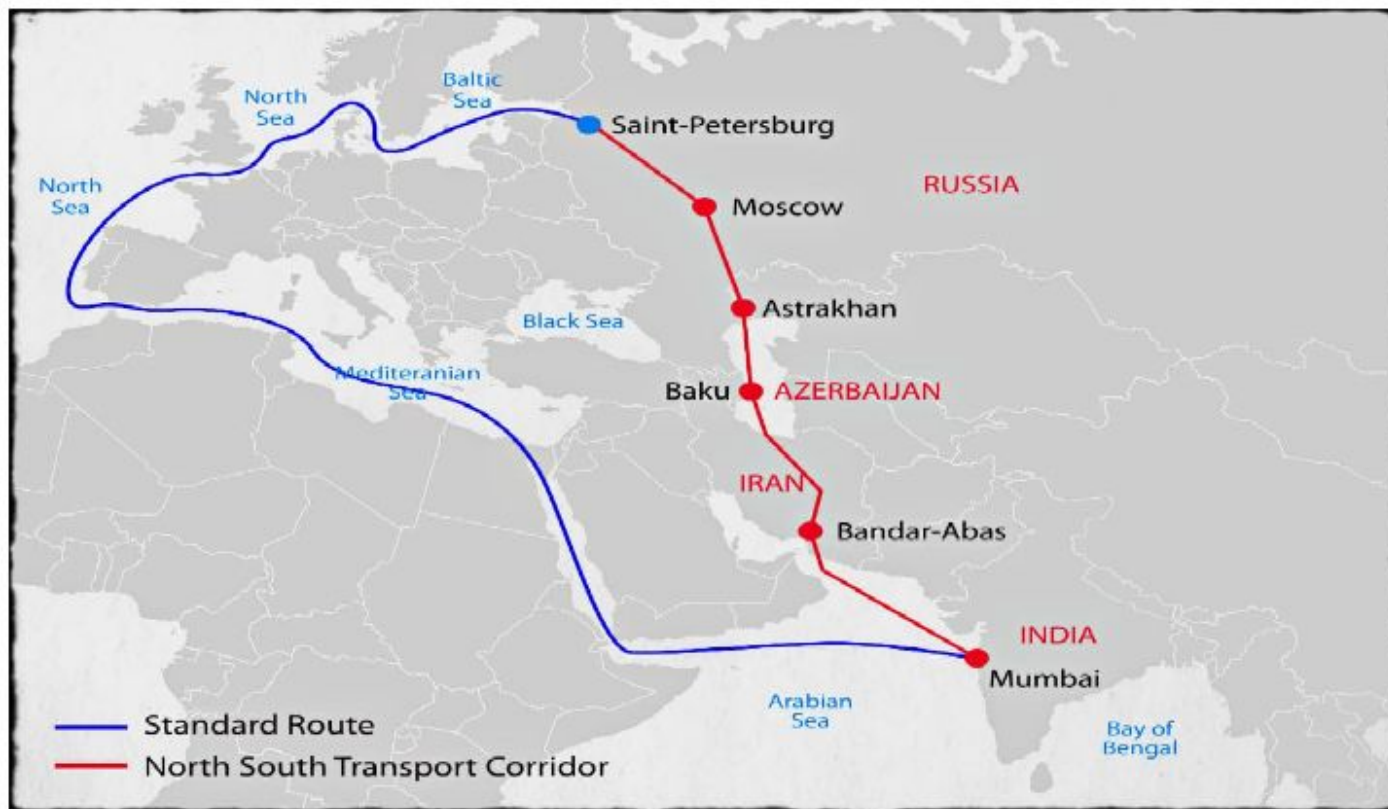 Baltic
Sea
North
Sea
Saint-Petersburg
North
Sea
RUSSIA
Moscow
Astrakhan
Black Sea
Mediteranian
Sea
Baku
AZERBAIJAN
IRAN
Bandar-Abas
INDIA
Mumbai
Arabian
Sea
Bay of
Bengal
Standard Route
North South Transport Corridor